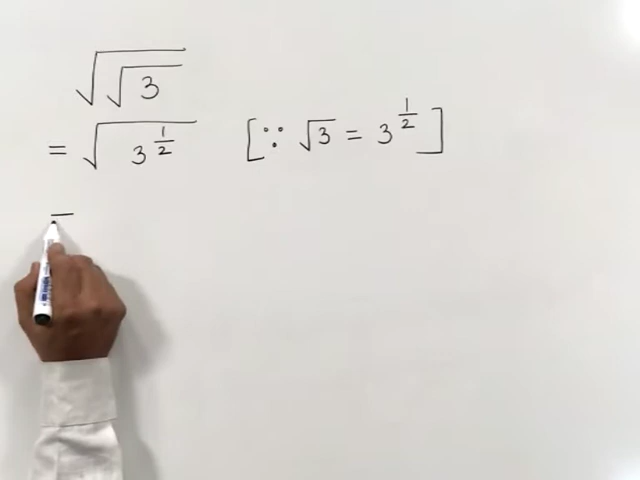 √√3
= √3^(1/2) [∵ √3 = 3^(1/2)]